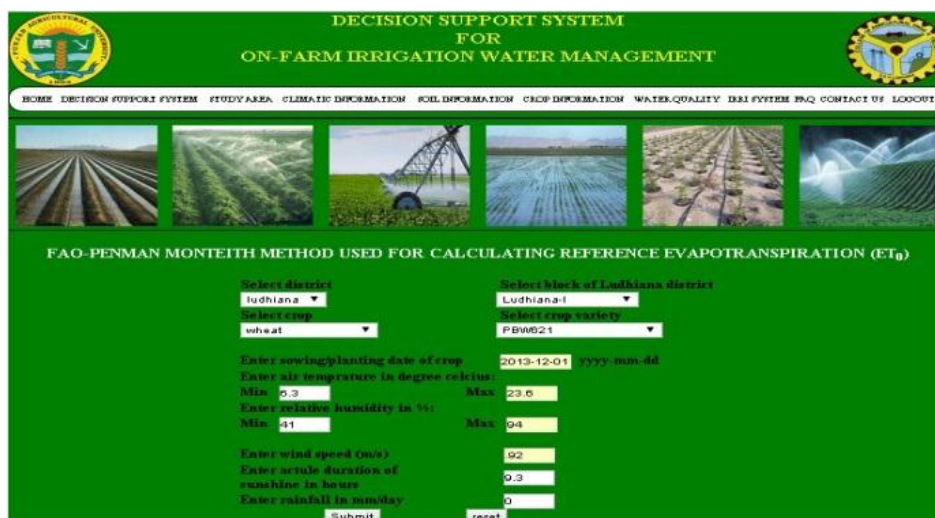 DECISION SUPPORT SYSTEM
FOR
ON-FARM IRRIGATION WATER MANAGEMENT
HOME DECISION SUPPORT SYSTEM STUDY AREA CLIMATIC INFORMATION SOIL INFORMATION CROP INFORMATION WATER QUALITY IRRI SYSTEM FAQ CONTACT US LOGOUT
FAO-PENMAN MONTEITH METHOD USED FOR CALCULATING REFERENCE EVAPOTRANSPIRATION (ET0)
Select district Select block of Ludhiana district
ludhiana Ludhiana-I
Select crop Select crop variety
wheat PBW621
Enter sowing/planting date of crop 2013-12-01 yyyy-mm-dd
Enter air temprature in degree celcius:
Min 6.3 Max 23.6
Enter relative humidity in %:
Min 41 Max 94
Enter wind speed (m/s) .92
Enter actule duration of
sunshine in hours 9.3
Enter rainfall in mm/day 0
Submit reset